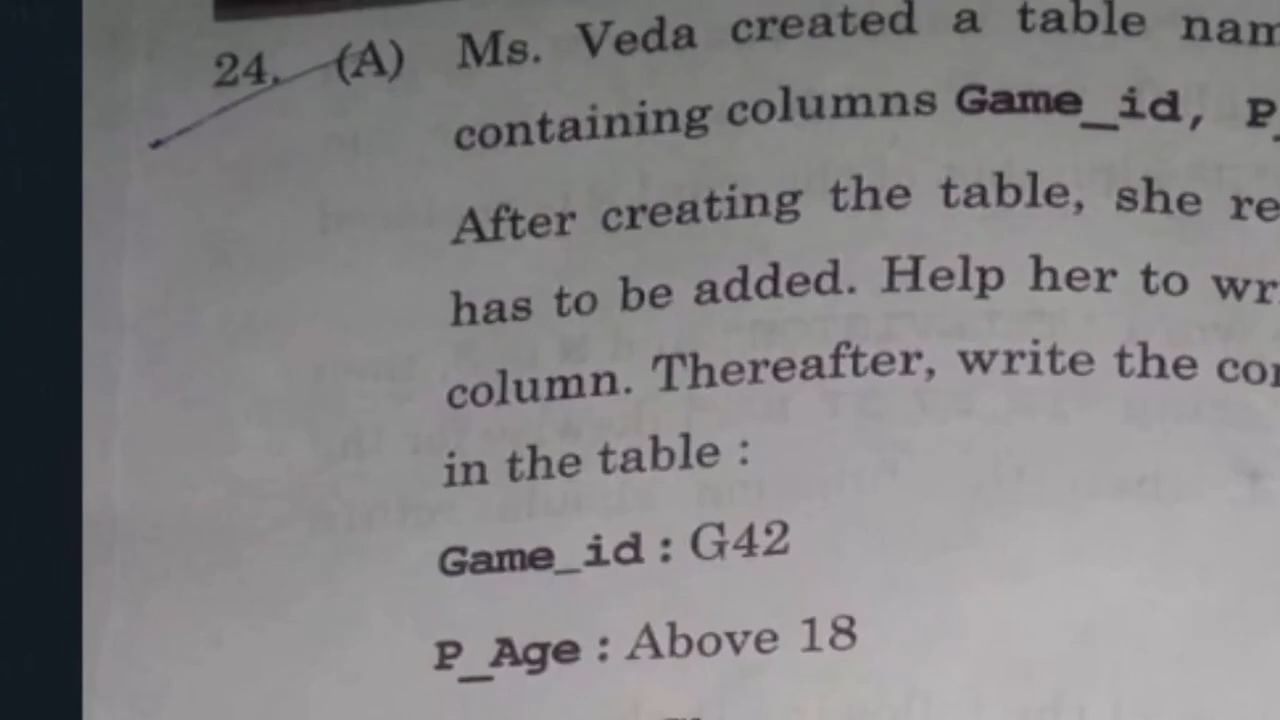 24. (A) Ms. Veda created a table nam
containing columns Game_id, P_
After creating the table, she re
has to be added. Help her to wr
column. Thereafter, write the co
in the table :
Game_id : G42
P_Age : Above 18